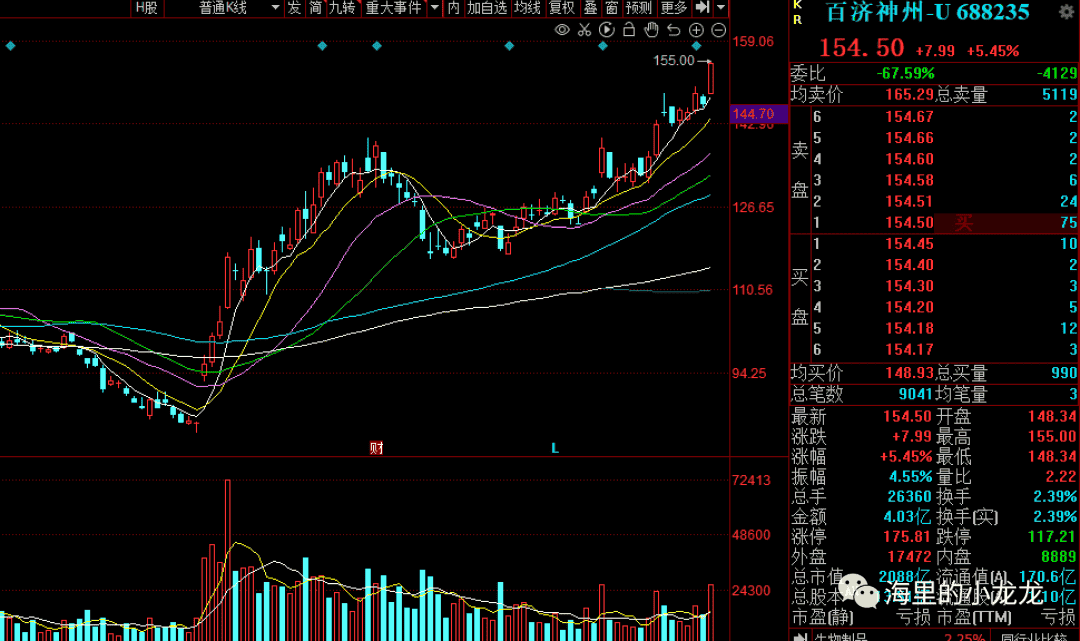 H股 普通K线 发 简 九转 重大事件 内 加自选 均线 复权 叠 窗 预测 更多
K
R
百济神州-U 688235
154.50 +7.99 +5.45%
159.06
155.00
144.70
142.90
126.65
110.56
94.25
财
L
72413
48600
24300
委比 -67.59% -4129
均卖价 165.29 总卖量 5119
卖盘
6 154.67 2
5 154.66 2
4 154.60 2
3 154.58 6
2 154.51 24
1 154.50 买 75
买盘
1 154.45 10
2 154.40 2
3 154.30 3
4 154.20 5
5 154.18 12
6 154.17 3
均买价 148.93 总买量 990
总笔数 9041 均笔量 3
最新 154.50 开盘 148.34
涨跌 +7.99 最高 155.00
涨幅 +5.45% 最低 148.34
振幅 4.55% 量比 2.22
总手 26360 换手 2.39%
金额 4.03亿 换手(实) 2.39%
涨停 175.81 跌停 117.21
外盘 17472 内盘 8889
总市值 2088亿 流通值(A) 170.6亿
总股本
市盈(静) 亏损 市盈(TTM) 亏损
生物制品 2.25% 同行业比较
海里的小龙龙